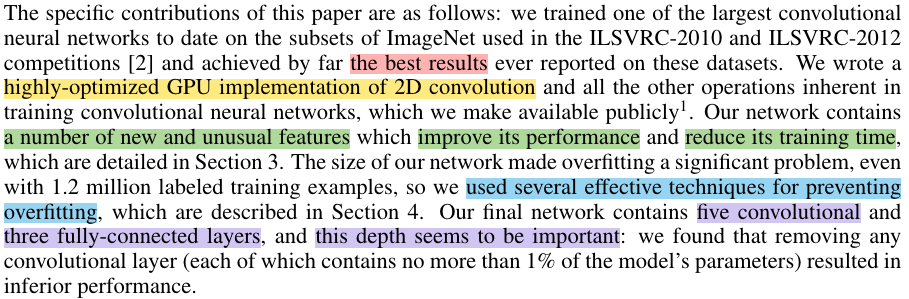 The specific contributions of this paper are as follows: we trained one of the largest convolutional
neural networks to date on the subsets of ImageNet used in the ILSVRC-2010 and ILSVRC-2012
competitions [2] and achieved by far the best results ever reported on these datasets. We wrote a
highly-optimized GPU implementation of 2D convolution and all the other operations inherent in
training convolutional neural networks, which we make available publicly¹. Our network contains
a number of new and unusual features which improve its performance and reduce its training time,
which are detailed in Section 3. The size of our network made overfitting a significant problem, even
with 1.2 million labeled training examples, so we used several effective techniques for preventing
overfitting, which are described in Section 4. Our final network contains five convolutional and
three fully-connected layers, and this depth seems to be important: we found that removing any
convolutional layer (each of which contains no more than 1% of the model's parameters) resulted in
inferior performance.